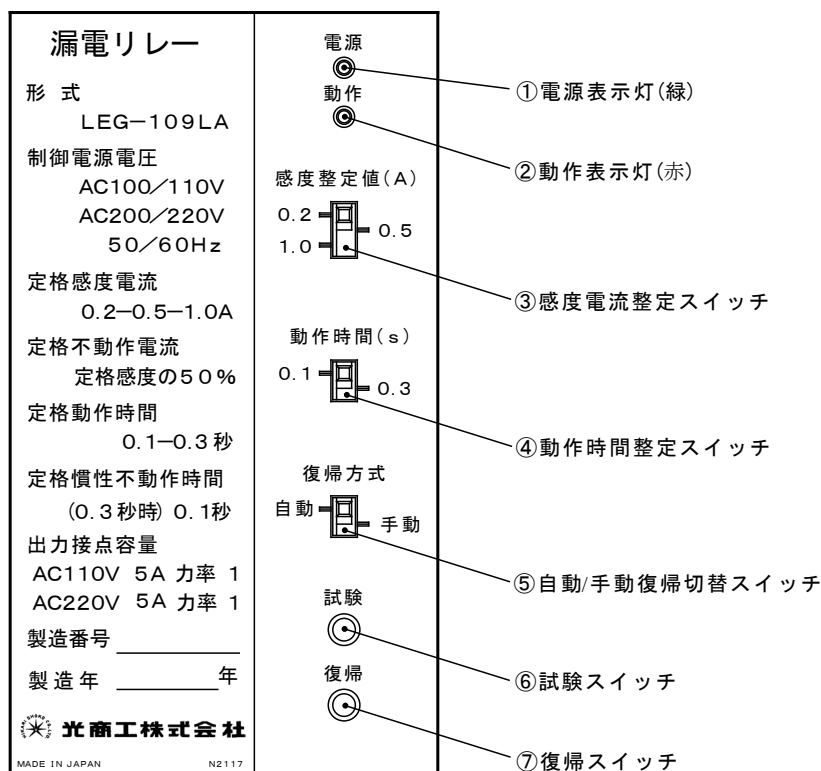 漏電リレー
形 式
LEG-109LA
制御電源電圧
AC100/110V
AC200/220V
50/60Hz
定格感度電流
0.2-0.5-1.0A
定格不動作電流
定格感度の50%
定格動作時間
0.1-0.3秒
定格慣性不動作時間
(0.3秒時) 0.1秒
出力接点容量
AC110V 5A 力率 1
AC220V 5A 力率 1
製造番号
製造年 年
光商工株式会社
MADE IN JAPAN N2117
電源
動作
感度整定値(A)
0.2
0.5
1.0
動作時間(s)
0.1
0.3
復帰方式
自動
手動
試験
復帰
①電源表示灯(緑)
②動作表示灯(赤)
③感度電流整定スイッチ
④動作時間整定スイッチ
⑤自動/手動復帰切替スイッチ
⑥試験スイッチ
⑦復帰スイッチ